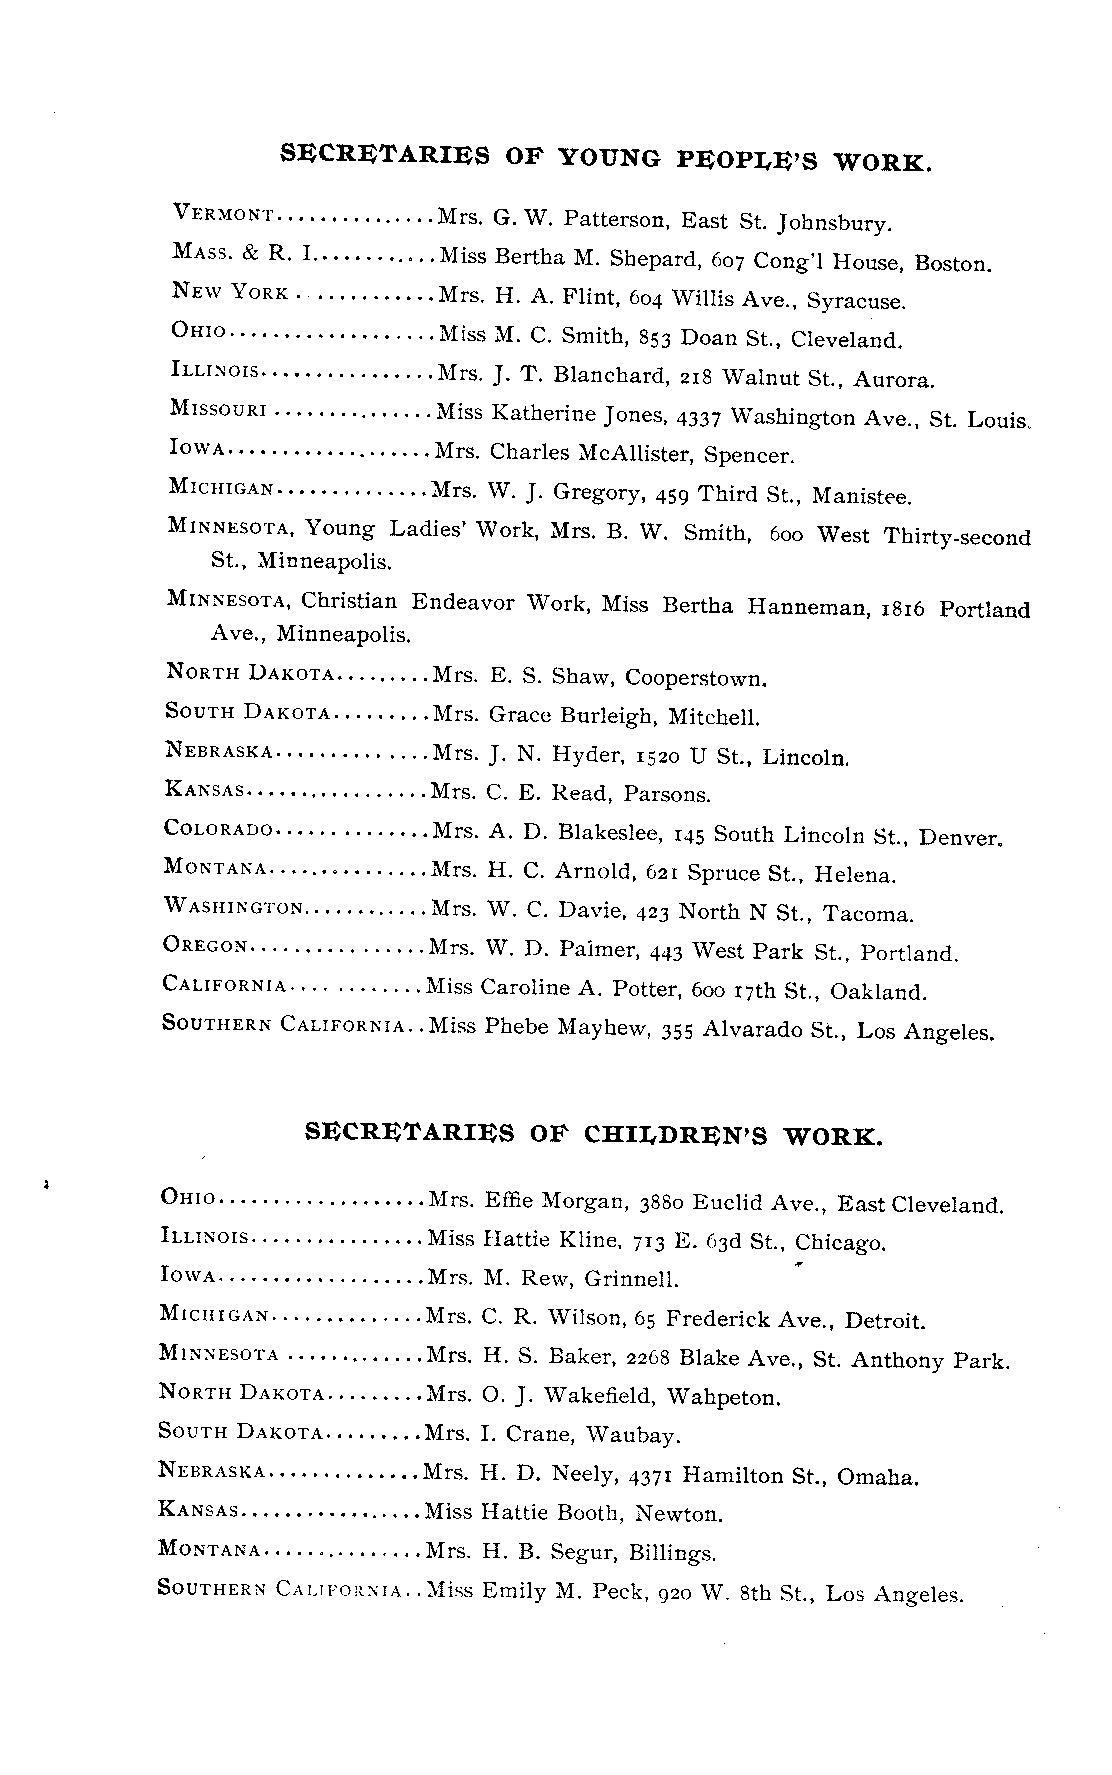 SECRETARIES OF YOUNG PEOPLE'S WORK.
VERMONT...............Mrs. G. W. Patterson, East St. Johnsbury.
MASS. & R. I............Miss Bertha M. Shepard, 607 Cong'l House, Boston.
NEW YORK . ...........Mrs. H. A. Flint, 604 Willis Ave., Syracuse.
OHIO...................Miss M. C. Smith, 853 Doan St., Cleveland.
ILLINOIS................Mrs. J. T. Blanchard, 218 Walnut St., Aurora.
MISSOURI ...............Miss Katherine Jones, 4337 Washington Ave., St. Louis.
IOWA...................Mrs. Charles McAllister, Spencer.
MICHIGAN..............Mrs. W. J. Gregory, 459 Third St., Manistee.
MINNESOTA, Young Ladies' Work, Mrs. B. W. Smith, 600 West Thirty-second
St., Minneapolis.
MINNESOTA, Christian Endeavor Work, Miss Bertha Hanneman, 1816 Portland
Ave., Minneapolis.
NORTH DAKOTA.........Mrs. E. S. Shaw, Cooperstown.
SOUTH DAKOTA.........Mrs. Grace Burleigh, Mitchell.
NEBRASKA..............Mrs. J. N. Hyder, 1520 U St., Lincoln.
KANSAS.................Mrs. C. E. Read, Parsons.
COLORADO..............Mrs. A. D. Blakeslee, 145 South Lincoln St., Denver.
MONTANA...............Mrs. H. C. Arnold, 621 Spruce St., Helena.
WASHINGTON............Mrs. W. C. Davie, 423 North N St., Tacoma.
OREGON................Mrs. W. D. Palmer, 443 West Park St., Portland.
CALIFORNIA.... ........Miss Caroline A. Potter, 600 17th St., Oakland.
SOUTHERN CALIFORNIA..Miss Phebe Mayhew, 355 Alvarado St., Los Angeles.
SECRETARIES OF CHILDREN'S WORK.
OHIO...................Mrs. Effie Morgan, 3880 Euclid Ave., East Cleveland.
ILLINOIS................Miss Hattie Kline, 713 E. 63d St., Chicago.
IOWA...................Mrs. M. Rew, Grinnell.
MICHIGAN..............Mrs. C. R. Wilson, 65 Frederick Ave., Detroit.
MINNESOTA .............Mrs. H. S. Baker, 2268 Blake Ave., St. Anthony Park.
NORTH DAKOTA.........Mrs. O. J. Wakefield, Wahpeton.
SOUTH DAKOTA.........Mrs. I. Crane, Waubay.
NEBRASKA..............Mrs. H. D. Neely, 4371 Hamilton St., Omaha.
KANSAS.................Miss Hattie Booth, Newton.
MONTANA...............Mrs. H. B. Segur, Billings.
SOUTHERN CALIFORNIA..Miss Emily M. Peck, 920 W. 8th St., Los Angeles.